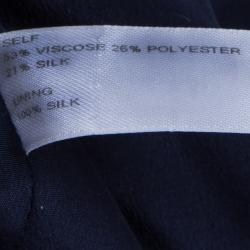 SELF
53% VISCOSE 26% POLYESTER
21% SILK
LINING
100% SILK